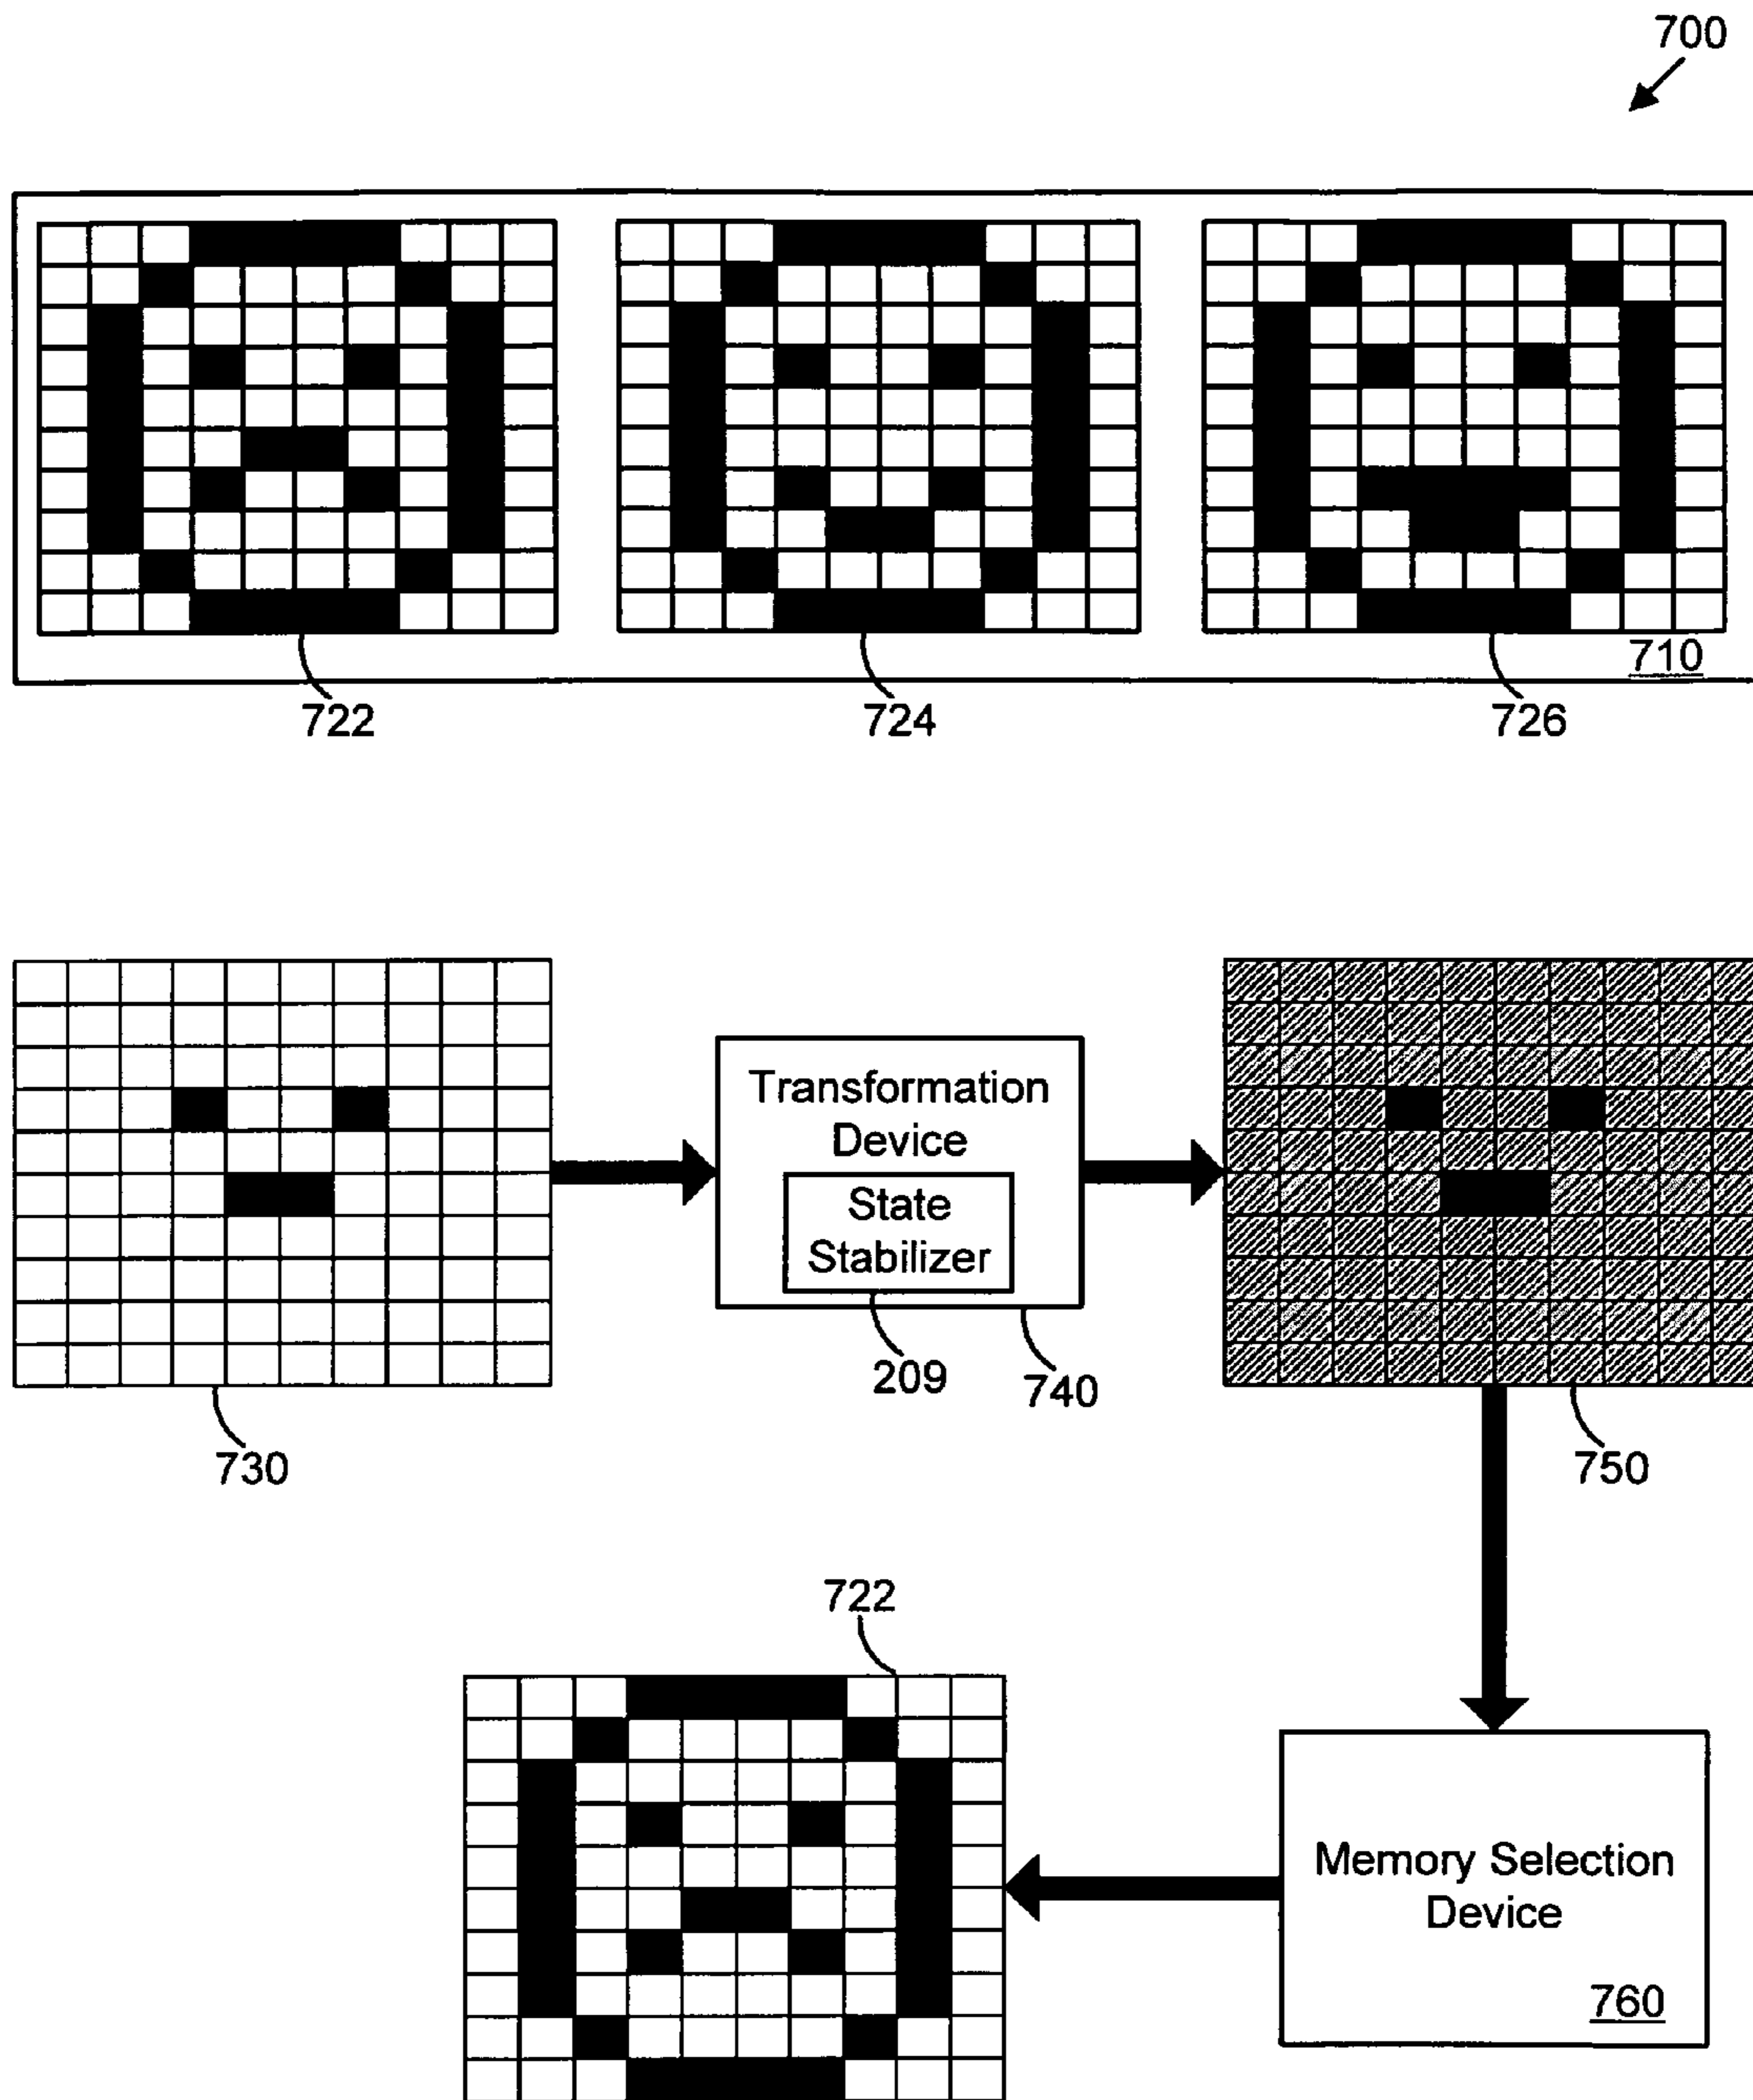 700
710
722
724
726
Transformation
Device
State
Stabilizer
209
740
730
750
722
Memory Selection
Device
760